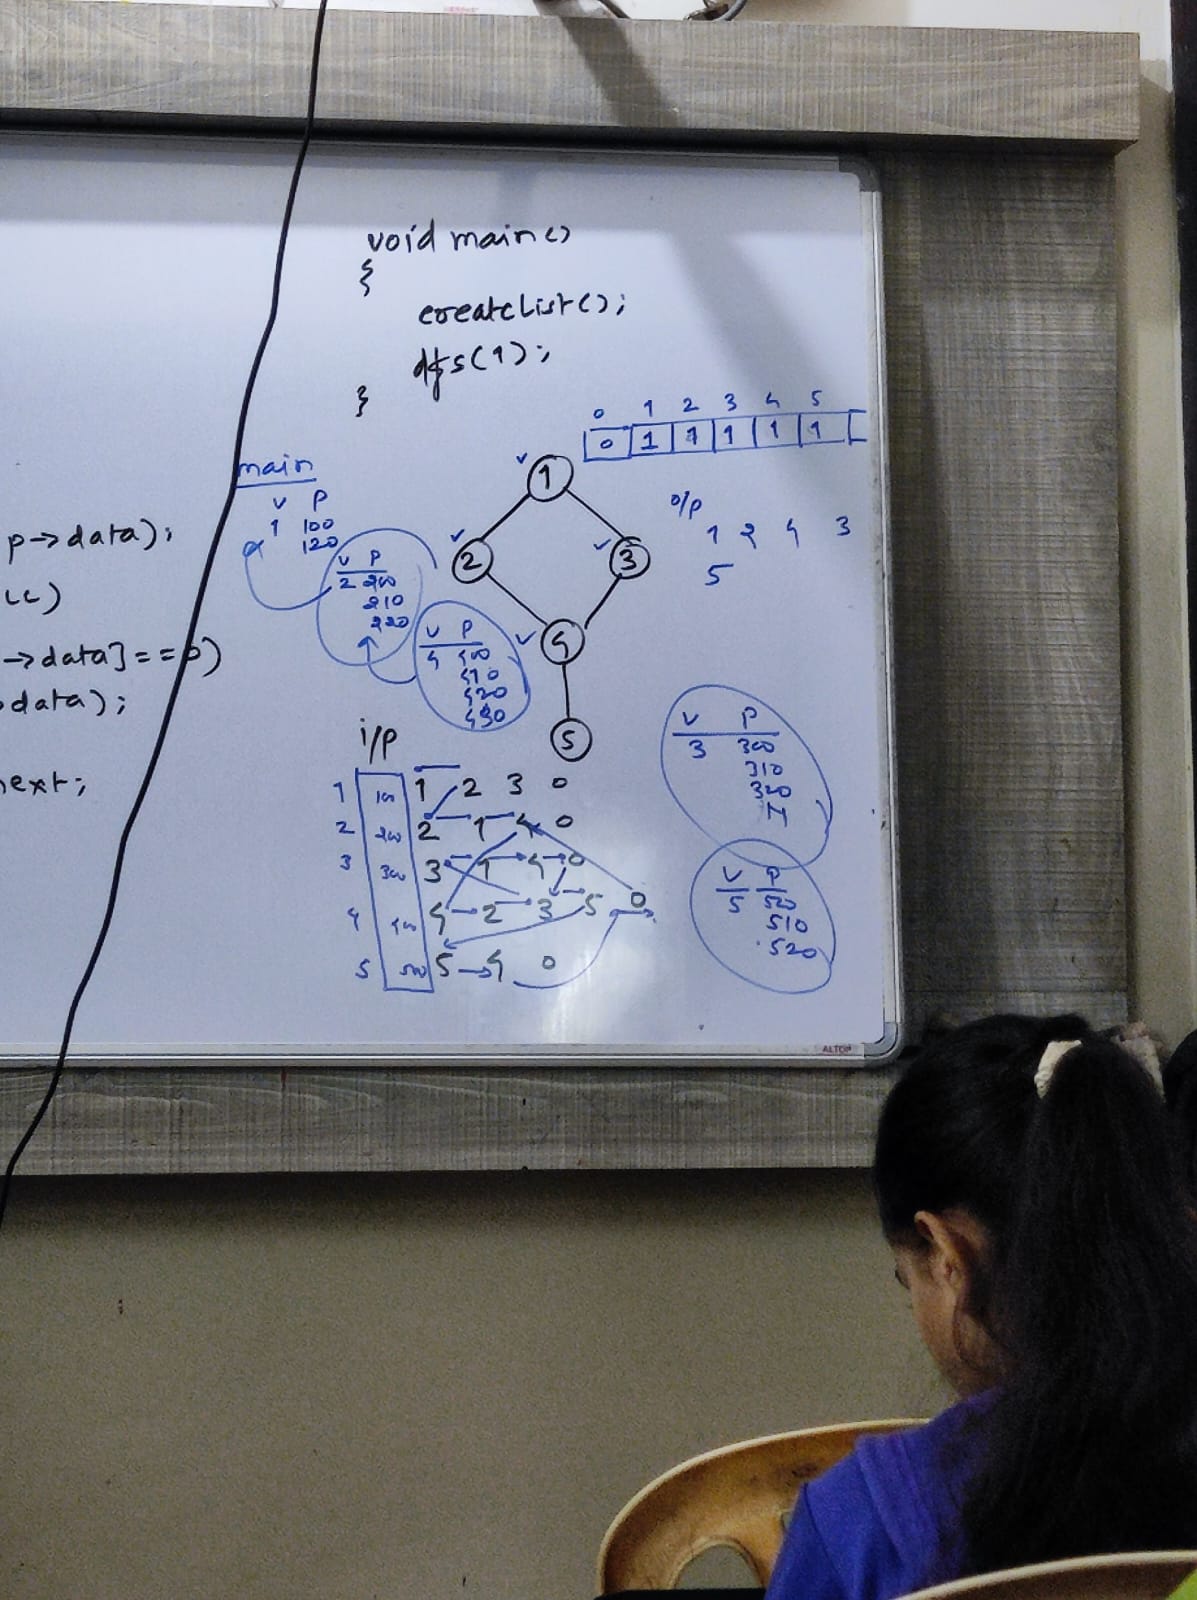 void main()
{
createlist();
dfs(1);
}
0 1 2 3 4 5
0 1 1 1 1 1
main
v p
1 100
120
p->data);
LL)
->data]==0)
data);
next;
v p
2 200
210
220
v p
4 400
410
420
430
1
2
3
4
5
o/p
1 2 4 3
5
i/p
1 100 1 2 3 0
2 200 2 1 4 0
3 300 3 1 4 0
4 400 4 2 3 5 0
5 500 5 4 0
v p
3 300
310
320
v p
5 500
510
520
ALTOP